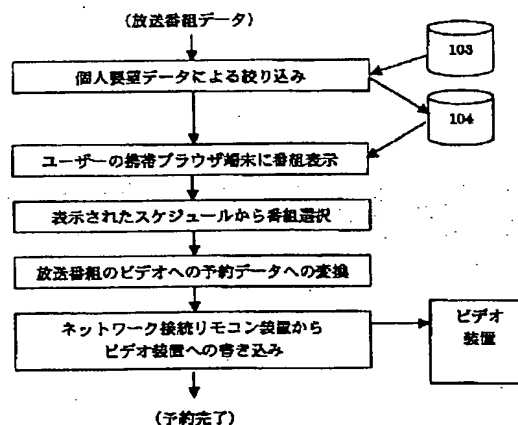 (放送番組データ)
103
個人要望データによる絞り込み
104
ユーザーの携帯ブラウザ端末に番組表示
表示されたスケジュールから番組選択
放送番組のビデオへの予約データへの変換
ネットワーク接続リモコン装置から
ビデオ装置への書き込み
ビデオ
装置
(予約完了)